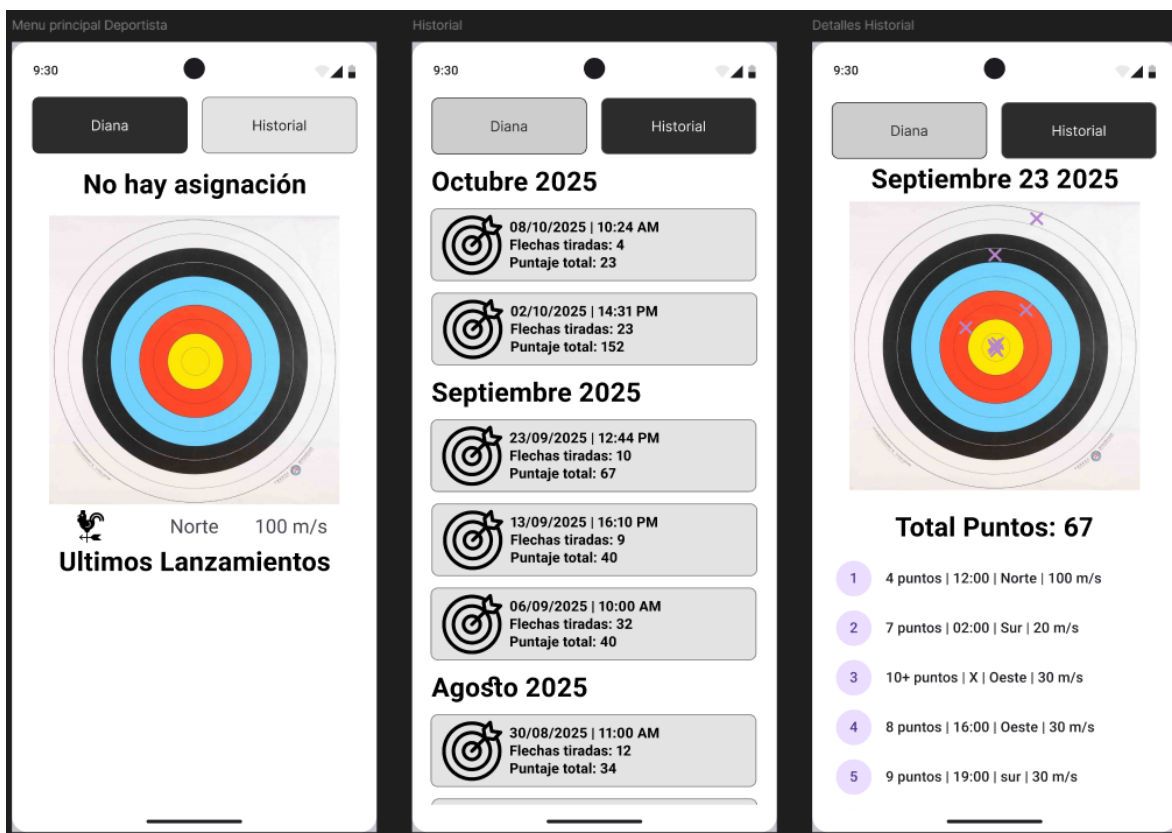 Menu principal Deportista
9:30
Diana
Historial
No hay asignación
Norte
100 m/s
Ultimos Lanzamientos
Historial
9:30
Diana
Historial
Octubre 2025
08/10/2025 | 10:24 AM
Flechas tiradas: 4
Puntaje total: 23
02/10/2025 | 14:31 PM
Flechas tiradas: 23
Puntaje total: 152
Septiembre 2025
23/09/2025 | 12:44 PM
Flechas tiradas: 10
Puntaje total: 67
13/09/2025 | 16:10 PM
Flechas tiradas: 9
Puntaje total: 40
06/09/2025 | 10:00 AM
Flechas tiradas: 32
Puntaje total: 40
Agosto 2025
30/08/2025 | 11:00 AM
Flechas tiradas: 12
Puntaje total: 34
Detalles Historial
9:30
Diana
Historial
Septiembre 23 2025
Total Puntos: 67
1 4 puntos | 12:00 | Norte | 100 m/s
2 7 puntos | 02:00 | Sur | 20 m/s
3 10+ puntos | X | Oeste | 30 m/s
4 8 puntos | 16:00 | Oeste | 30 m/s
5 9 puntos | 19:00 | sur | 30 m/s